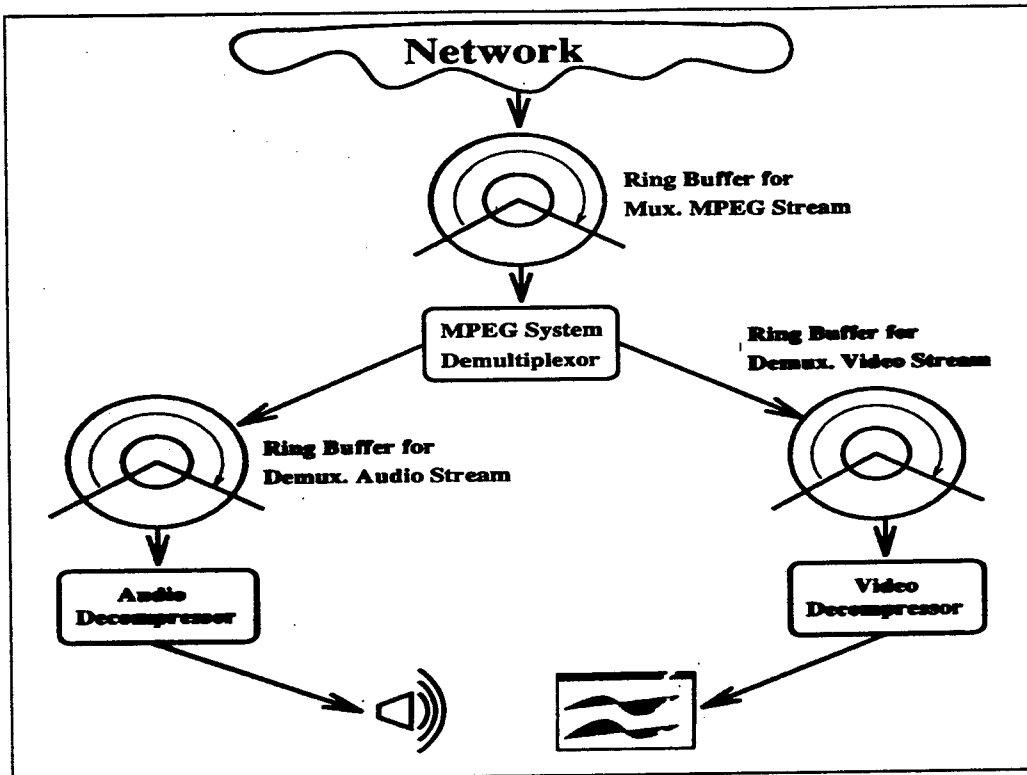 Network
Ring Buffer for
Mux. MPEG Stream
MPEG System
Demultiplexor
Ring Buffer for
Demux. Video Stream
Ring Buffer for
Demux. Audio Stream
Audio
Decompressor
Video
Decompressor